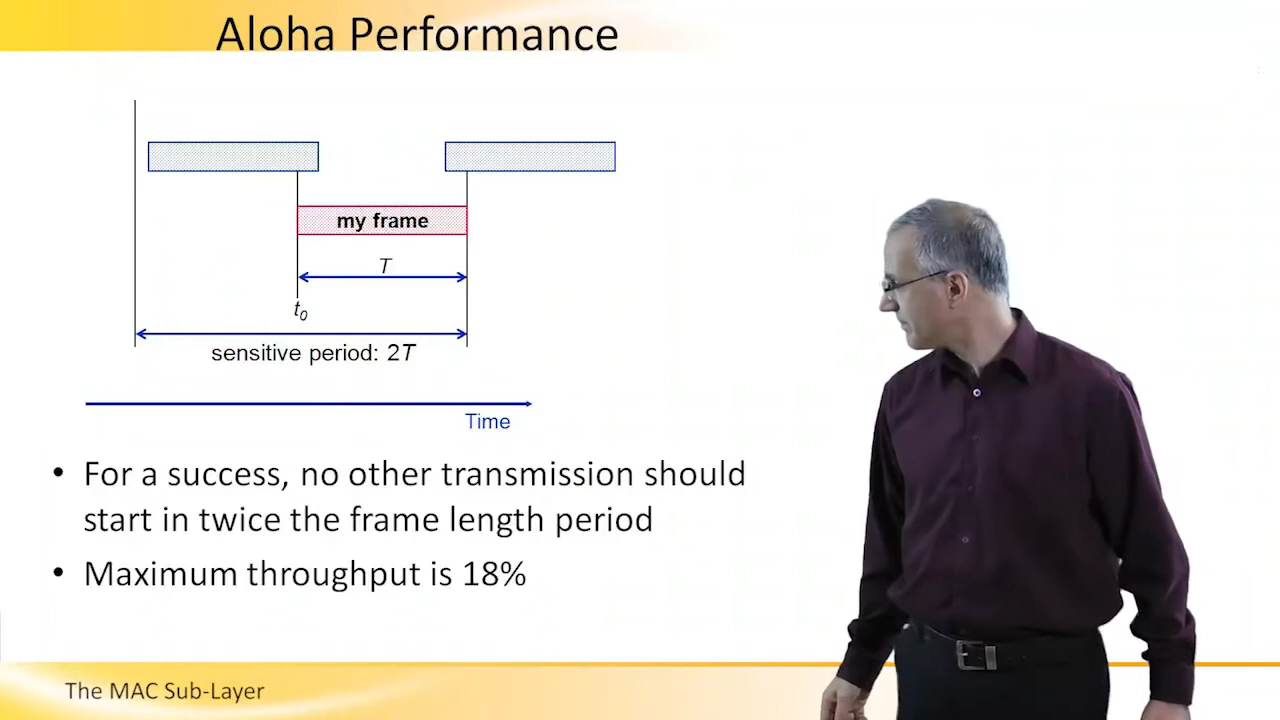 Aloha Performance
my frame
T
t0
sensitive period: 2T
Time
• For a success, no other transmission should
start in twice the frame length period
• Maximum throughput is 18%
The MAC Sub-Layer